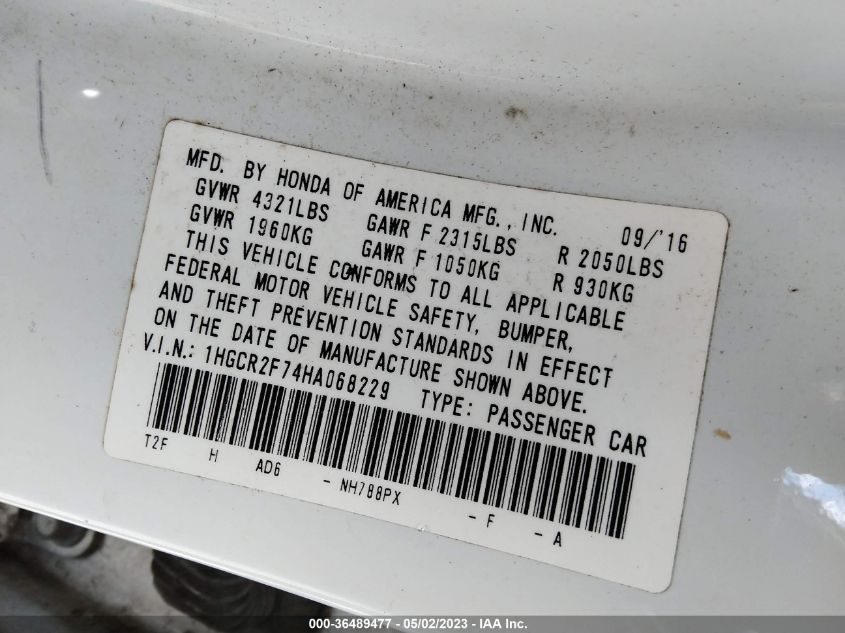 MFD. BY HONDA OF AMERICA MFG., INC. 09/'16
GVWR 4321LBS GAWR F 2315LBS R 2050LBS
GVWR 1960KG GAWR F 1050KG R 930KG
THIS VEHICLE CONFORMS TO ALL APPLICABLE
FEDERAL MOTOR VEHICLE SAFETY, BUMPER,
AND THEFT PREVENTION STANDARDS IN EFFECT
ON THE DATE OF MANUFACTURE SHOWN ABOVE.
V.I.N.: 1HGCR2F74HA068229 TYPE: PASSENGER CAR
T2F H AD6 - NH788PX - F - A
000-36489477 - 05/02/2023 - IAA Inc.